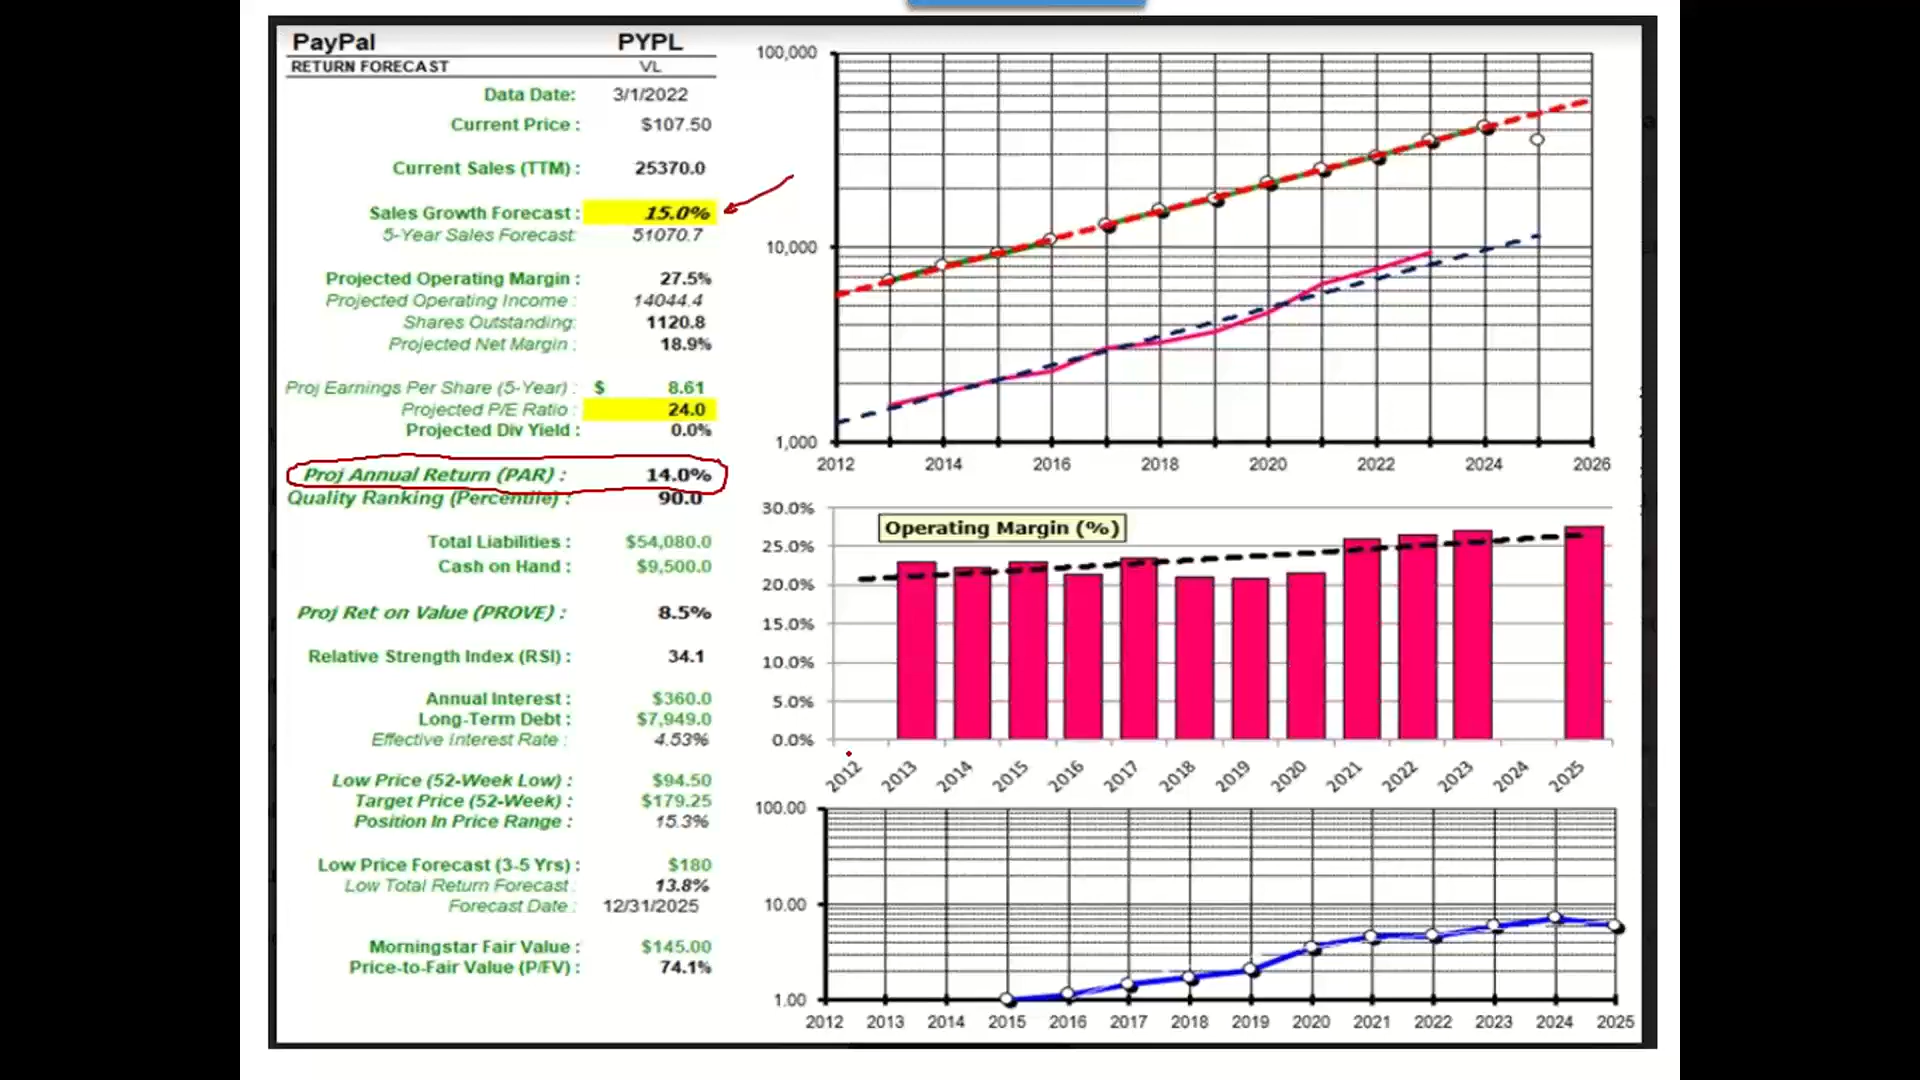 PayPal PYPL
RETURN FORECAST VL
Data Date: 3/1/2022
Current Price : $107.50
Current Sales (TTM) : 25370.0
Sales Growth Forecast : 15.0%
5-Year Sales Forecast: 51070.7
Projected Operating Margin : 27.5%
Projected Operating Income : 14044.4
Shares Outstanding: 1120.8
Projected Net Margin : 18.9%
Proj Earnings Per Share (5-Year) : $ 8.61
Projected P/E Ratio : 24.0
Projected Div Yield : 0.0%
Proj Annual Return (PAR) : 14.0%
Quality Ranking (Percentile) : 90.0
Total Liabilities : $54,080.0
Cash on Hand : $9,500.0
Proj Ret on Value (PROVE) : 8.5%
Relative Strength Index (RSI) : 34.1
Annual Interest : $360.0
Long-Term Debt : $7,949.0
Effective Interest Rate : 4.53%
Low Price (52-Week Low) : $94.50
Target Price (52-Week) : $179.25
Position In Price Range : 15.3%
Low Price Forecast (3-5 Yrs) : $180
Low Total Return Forecast : 13.8%
Forecast Date : 12/31/2025
Morningstar Fair Value : $145.00
Price-to-Fair Value (P/FV) : 74.1%
100,000
10,000
1,000
2012 2014 2016 2018 2020 2022 2024 2026
Operating Margin (%)
30.0%
25.0%
20.0%
15.0%
10.0%
5.0%
0.0%
2012 2013 2014 2015 2016 2017 2018 2019 2020 2021 2022 2023 2024 2025
100.00
10.00
1.00
2012 2013 2014 2015 2016 2017 2018 2019 2020 2021 2022 2023 2024 2025